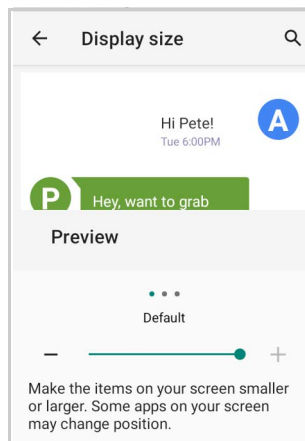 Display size
Hi Pete!
A
Tue 6:00PM
P
Hey, want to grab
Preview
Default
Make the items on your screen smaller
or larger. Some apps on your screen
may change position.